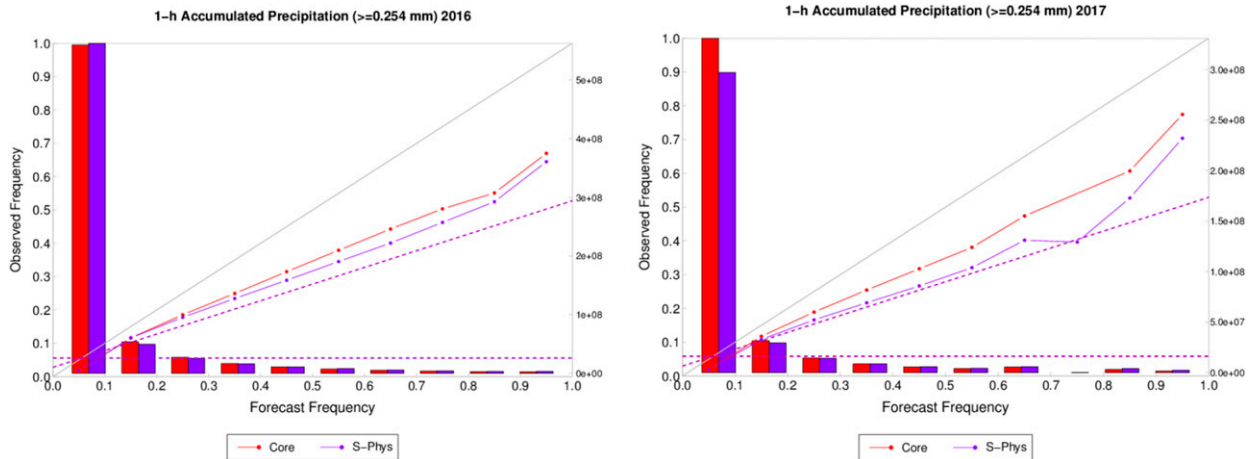 1−h Accumulated Precipitation (>=0.254 mm) 2016
1.0
0.9
0.8
0.7
0.6
0.5
0.4
0.3
0.2
0.1
0.0
Observed Frequency
5e+08
4e+08
3e+08
2e+08
1e+08
0e+00
0.0 0.2 0.3 0.4 0.5 0.6 0.7 0.8 0.9 1.0
Forecast Frequency
Core S−Phys
1−h Accumulated Precipitation (>=0.254 mm) 2017
1.0
0.9
0.8
0.7
0.6
0.5
0.4
0.3
0.2
0.1
0.0
Observed Frequency
3.0e+08
2.5e+08
2.0e+08
1.5e+08
1.0e+08
5.0e+07
0.0e+00
0.0 0.1 0.2 0.3 0.4 0.5 0.6 0.7 0.8 0.9 1.0
Forecast Frequency
Core S−Phys